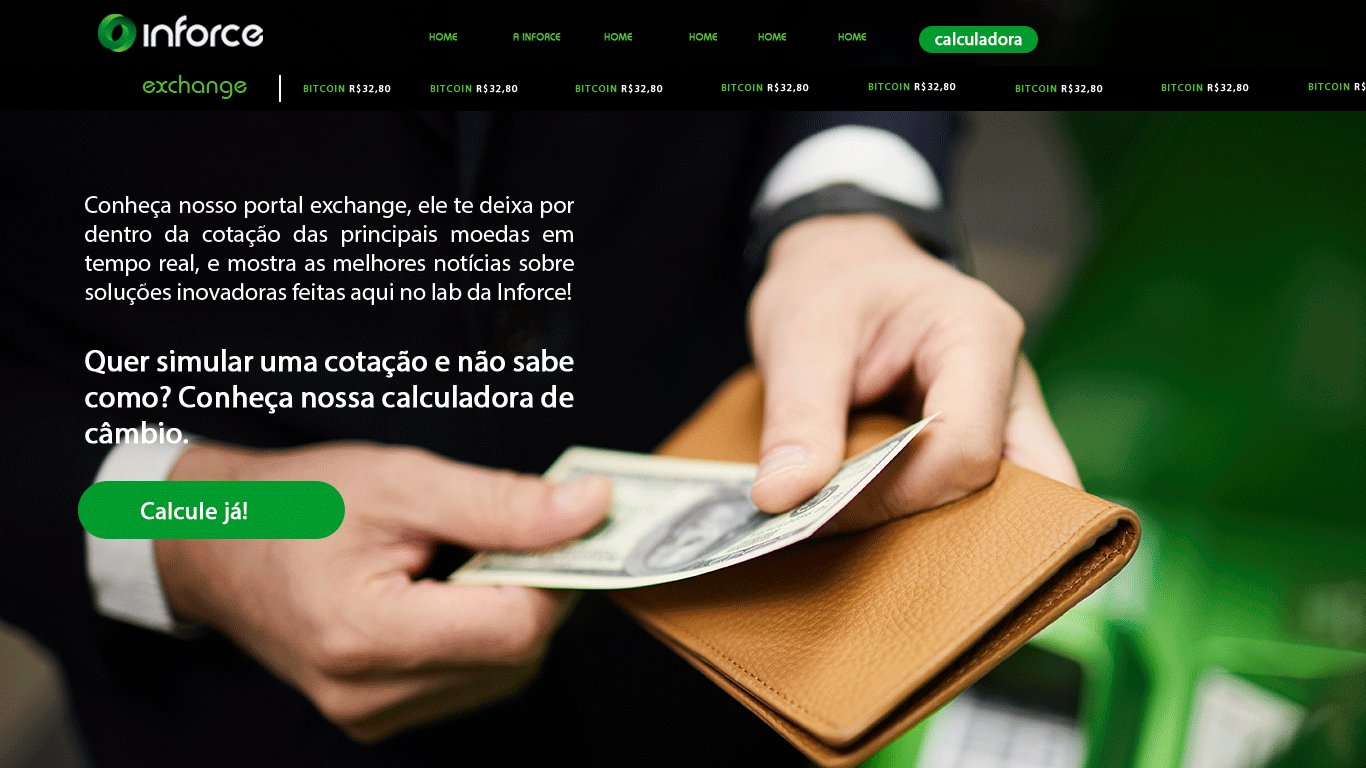 inforce
HOME A INFORCE HOME HOME HOME HOME calculadora
exchange BITCOIN R$32,80 BITCOIN R$32,80 BITCOIN R$32,80 BITCOIN R$32,80 BITCOIN R$32,80 BITCOIN R$32,80 BITCOIN R$32,80 BITCOIN R$
Conheça nosso portal exchange, ele te deixa por
dentro da cotação das principais moedas em
tempo real, e mostra as melhores notícias sobre
soluções inovadoras feitas aqui no lab da Inforce!
Quer simular uma cotação e não sabe
como? Conheça nossa calculadora de
câmbio.
Calcule já!